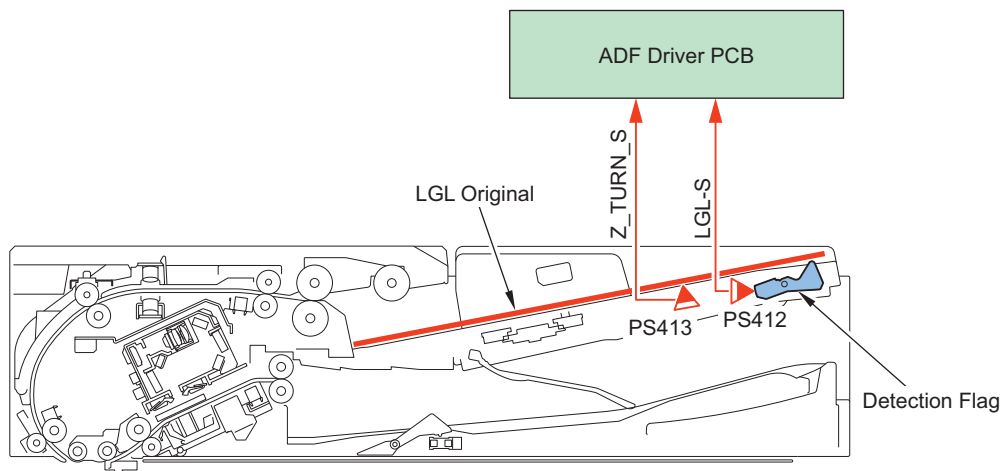 ADF Driver PCB
Z_TURN_S
LGL-S
LGL Original
PS413
PS412
Detection Flag